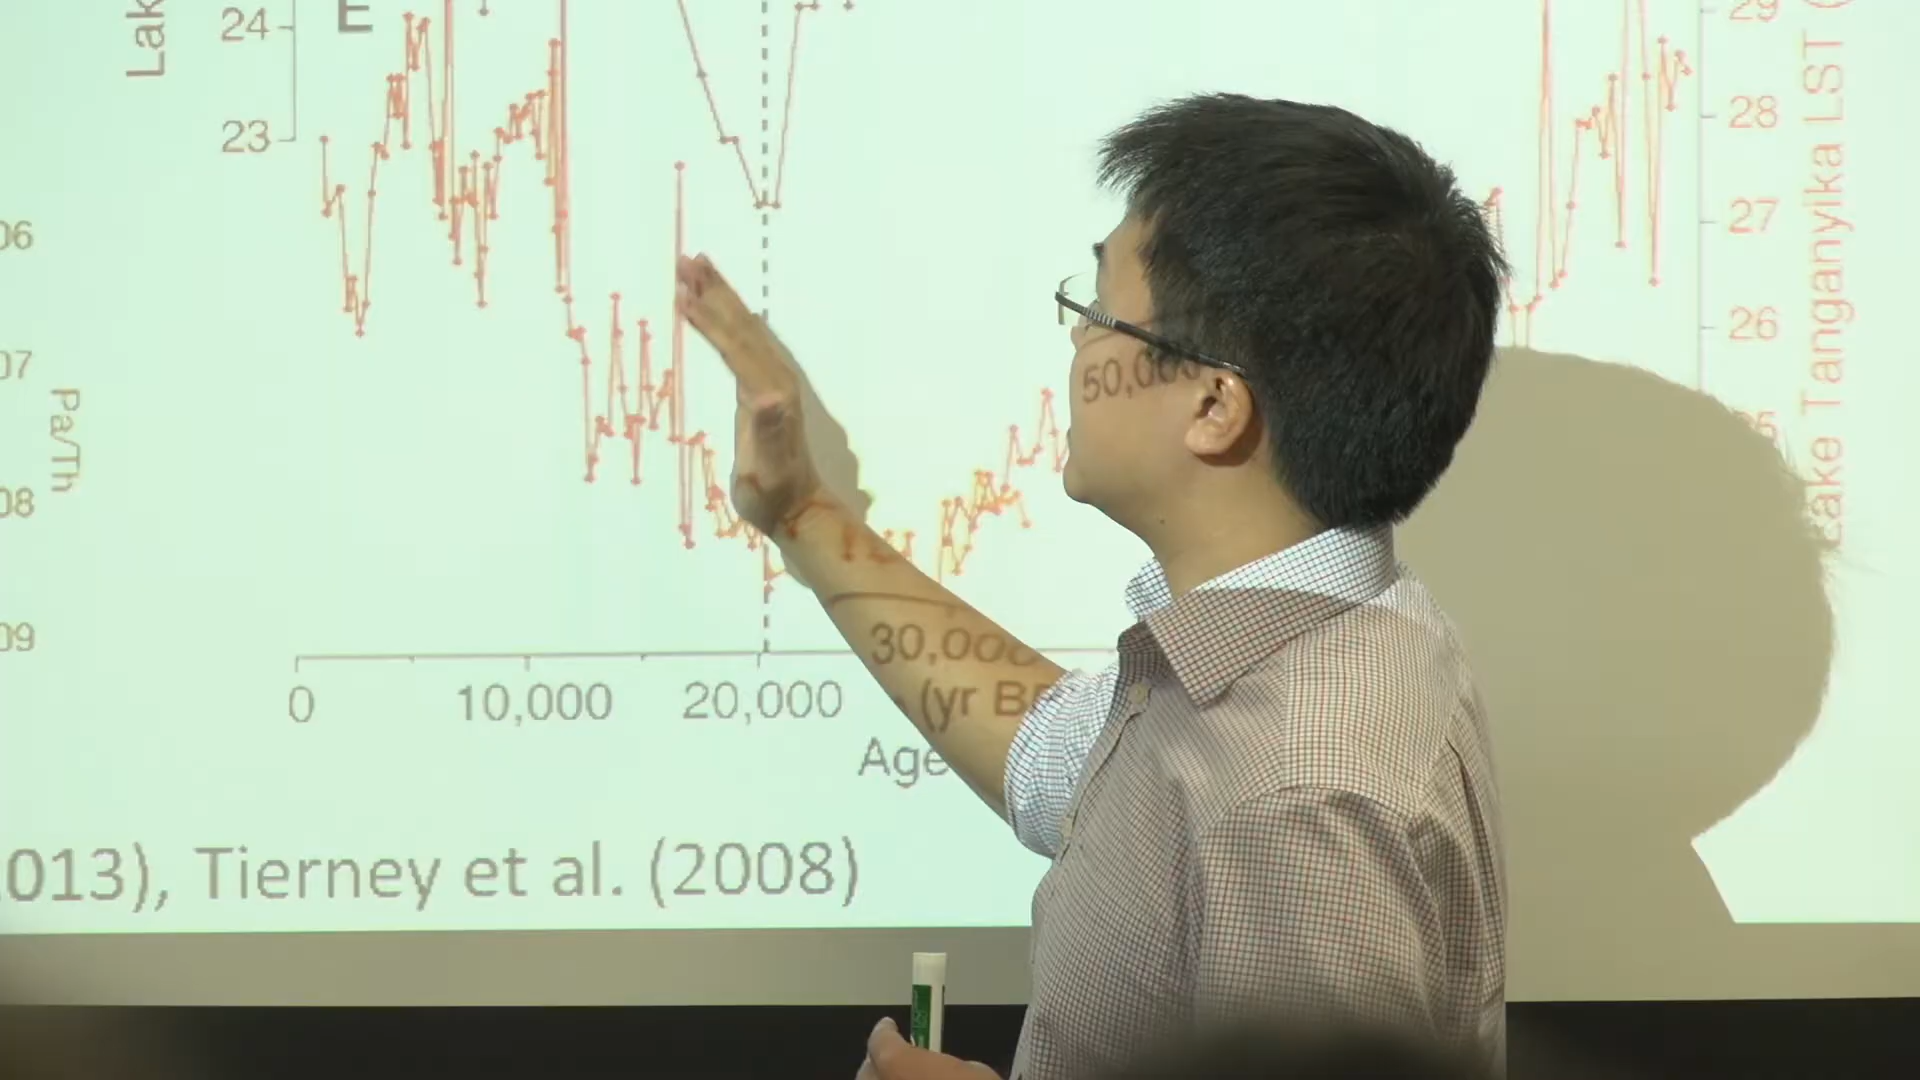 E
24
23
Lak
06
07
08
09
Pa/Th
29
28
27
26
Lake Tanganyika LST (
50,000
0
10,000
20,000
30,000
Age
(yr BP
013), Tierney et al. (2008)